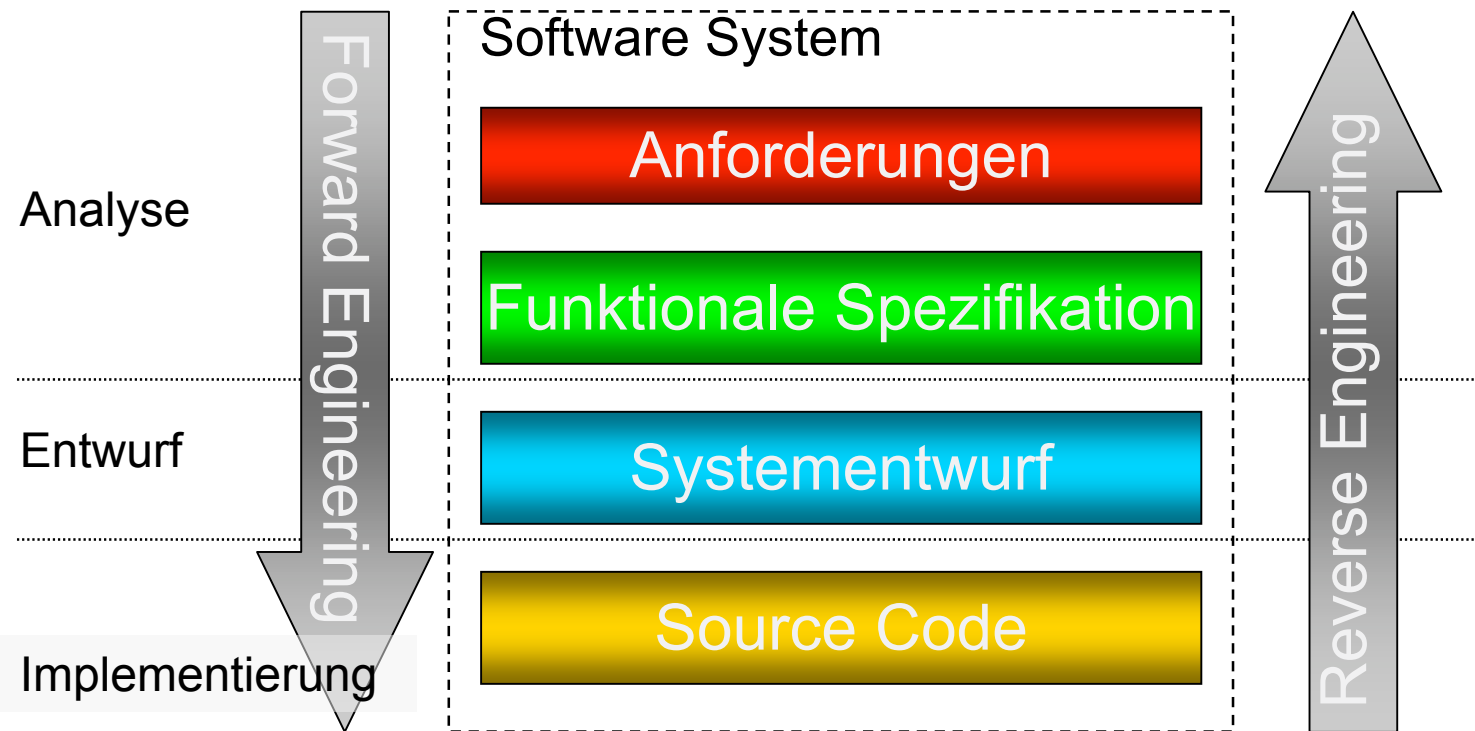 Software System
Forward Engineering
Analyse
Anforderungen
Funktionale Spezifikation
Entwurf
Systementwurf
Implementierung
Source Code
Reverse Engineering